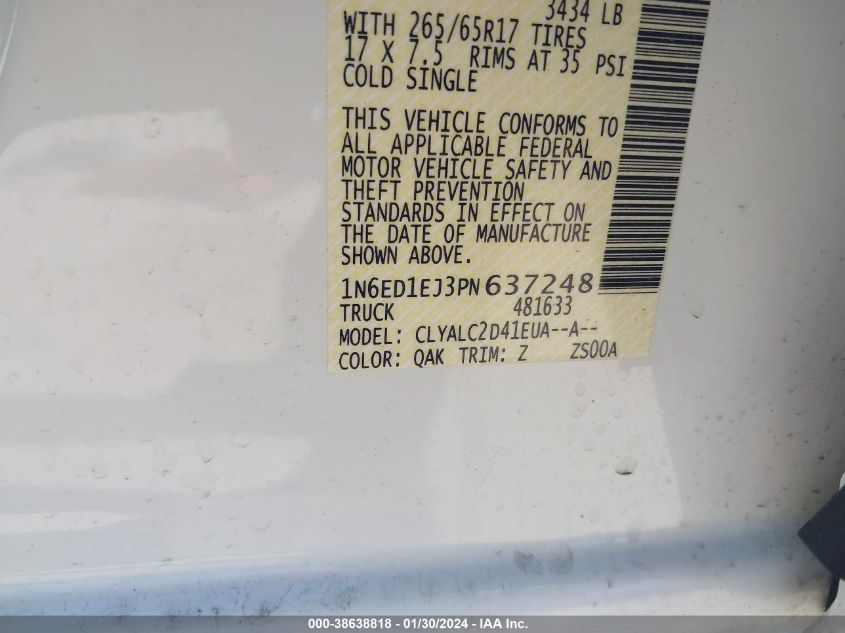 3434 LB
WITH 265/65R17 TIRES
17 X 7.5 RIMS AT 35 PSI
COLD SINGLE
THIS VEHICLE CONFORMS TO
ALL APPLICABLE FEDERAL
MOTOR VEHICLE SAFETY AND
THEFT PREVENTION
STANDARDS IN EFFECT ON
THE DATE OF MANUFACTURE
SHOWN ABOVE.
1N6ED1EJ3PN637248
TRUCK 481633
MODEL: CLYALC2D41EUA--A--
COLOR: QAK TRIM: Z ZS00A
000-38638818 - 01/30/2024 - IAA Inc.